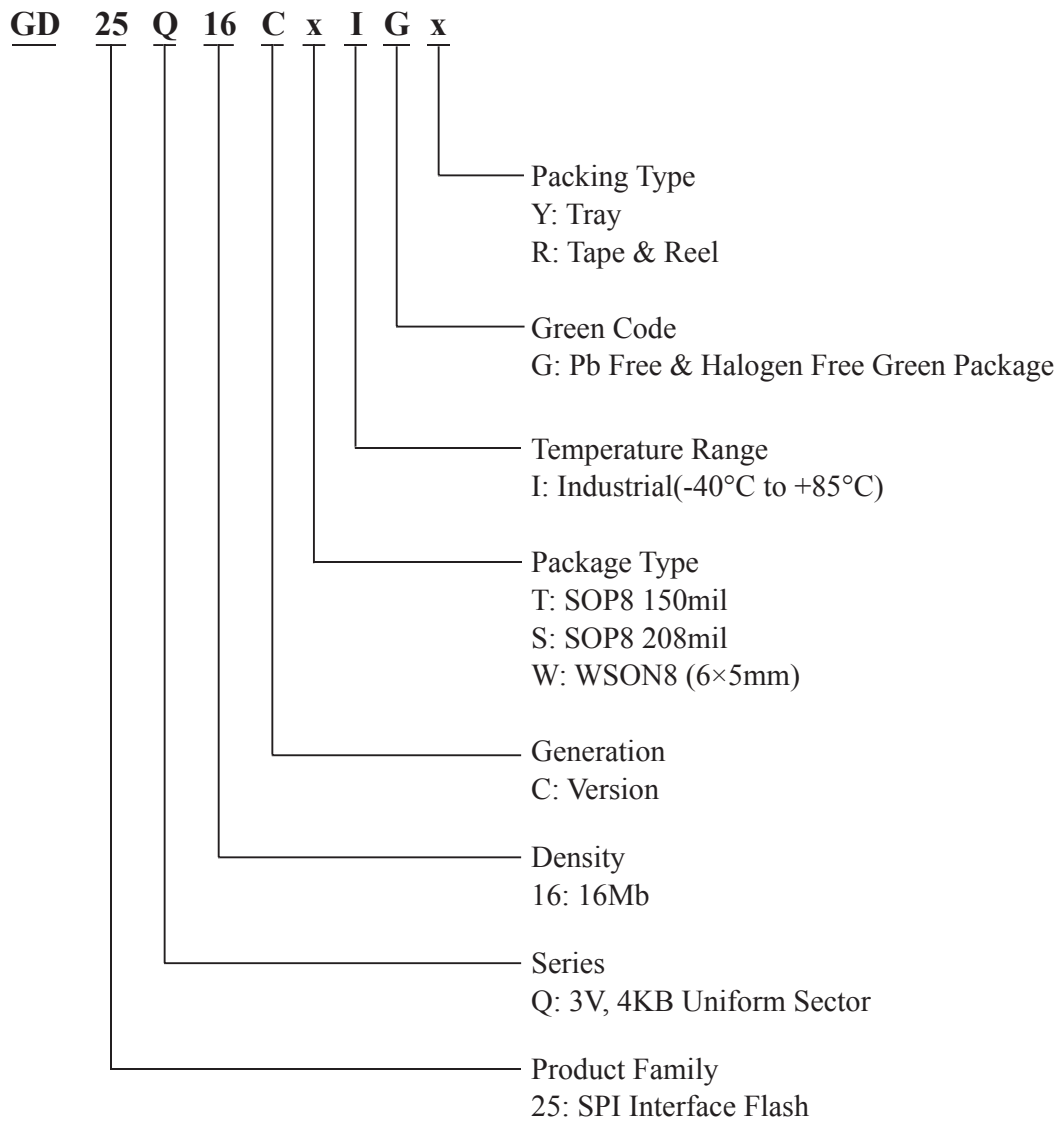 GD 25 Q 16 C x I G x
Packing Type
Y: Tray
R: Tape & Reel
Green Code
G: Pb Free & Halogen Free Green Package
Temperature Range
I: Industrial(-40°C to +85°C)
Package Type
T: SOP8 150mil
S: SOP8 208mil
W: WSON8 (6×5mm)
Generation
C: Version
Density
16: 16Mb
Series
Q: 3V, 4KB Uniform Sector
Product Family
25: SPI Interface Flash